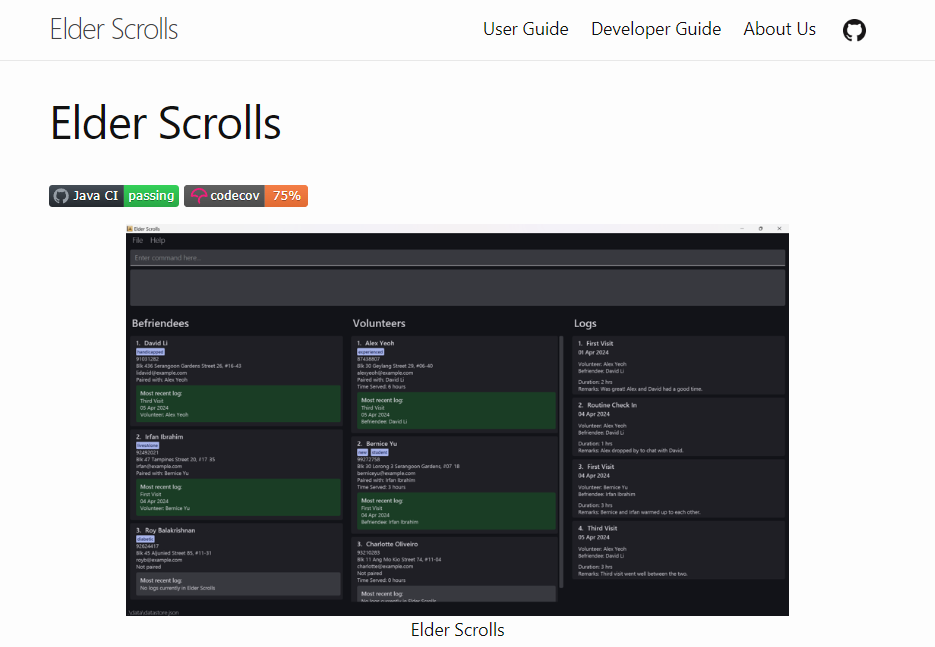 Elder Scrolls
User Guide
Developer Guide
About Us
Elder Scrolls
Java CI passing
codecov 75%
Elder Scrolls
File Help
Enter command here...
Befriendees
1. David Li
handicapped
91031282
Blk 436 Serangoon Gardens Street 26, #16-43
lidavid@example.com
Paired with: Alex Yeoh
Most recent log:
Third Visit
05 Apr 2024
Volunteer: Alex Yeoh
2. Irfan Ibrahim
92492021
Blk 47 Tampines Street 20, #17-35
irfan@example.com
Paired with: Bernice Yu
Most recent log:
First Visit
04 Apr 2024
Volunteer: Bernice Yu
3. Roy Balakrishnan
diabetic
92624417
Blk 45 Aljunied Street 85, #11-31
royb@example.com
Not paired
Most recent log:
No logs currently in Elder Scrolls
Volunteers
1. Alex Yeoh
experienced
87438807
Blk 30 Geylang Street 29, #06-40
alexyeoh@example.com
Paired with: David Li
Time Served: 6 hours
Most recent log:
Third Visit
05 Apr 2024
Befriendee: David Li
2. Bernice Yu
new student
99272758
Blk 30 Lorong 3 Serangoon Gardens, #07-18
berniceyu@example.com
Paired with: Irfan Ibrahim
Time Served: 3 hours
Most recent log:
First Visit
04 Apr 2024
Befriendee: Irfan Ibrahim
3. Charlotte Oliveiro
93210283
Blk 11 Ang Mo Kio Street 74, #11-04
charlotte@example.com
Not paired
Time Served: 0 hours
Most recent log:
No logs currently in Elder Scrolls
Logs
1. First Visit
01 Apr 2024
Volunteer: Alex Yeoh
Befriendee: David Li
Duration: 2 hrs
Remarks: Was great! Alex and David had a good time.
2. Routine Check In
04 Apr 2024
Volunteer: Alex Yeoh
Befriendee: David Li
Duration: 1 hrs
Remarks: Alex dropped by to chat with David.
3. First Visit
04 Apr 2024
Volunteer: Bernice Yu
Befriendee: Irfan Ibrahim
Duration: 3 hrs
Remarks: Bernice and Irfan warmed up to each other.
4. Third Visit
05 Apr 2024
Volunteer: Alex Yeoh
Befriendee: David Li
Duration: 3 hrs
Remarks: Third visit went well between the two.
.\data\datastore.json
Elder Scrolls